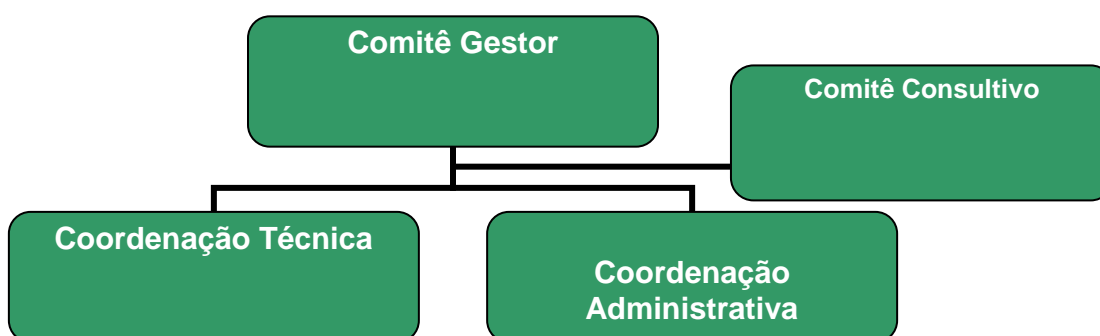 Comitê Gestor
Comitê Consultivo
Coordenação Técnica
Coordenação
Administrativa